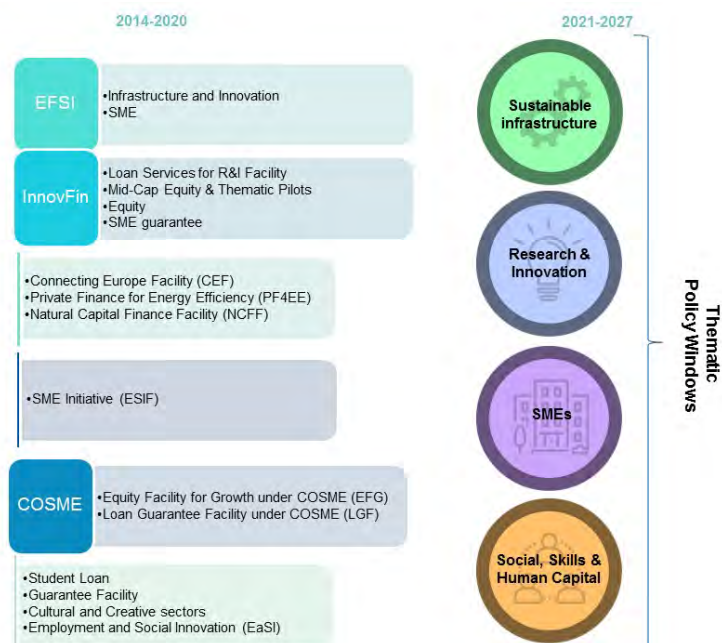 2014-2020
2021-2027
EFSI
•Infrastructure and Innovation
•SME
InnovFin
•Loan Services for R&I Facility
•Mid-Cap Equity & Thematic Pilots
•Equity
•SME guarantee
•Connecting Europe Facility (CEF)
•Private Finance for Energy Efficiency (PF4EE)
•Natural Capital Finance Facility (NCFF)
•SME Initiative (ESIF)
COSME
•Equity Facility for Growth under COSME (EFG)
•Loan Guarantee Facility under COSME (LGF)
•Student Loan
•Guarantee Facility
•Cultural and Creative sectors
•Employment and Social Innovation (EaSI)
Sustainable
infrastructure
Research &
Innovation
SMEs
Social, Skills &
Human Capital
Thematic
Policy Windows